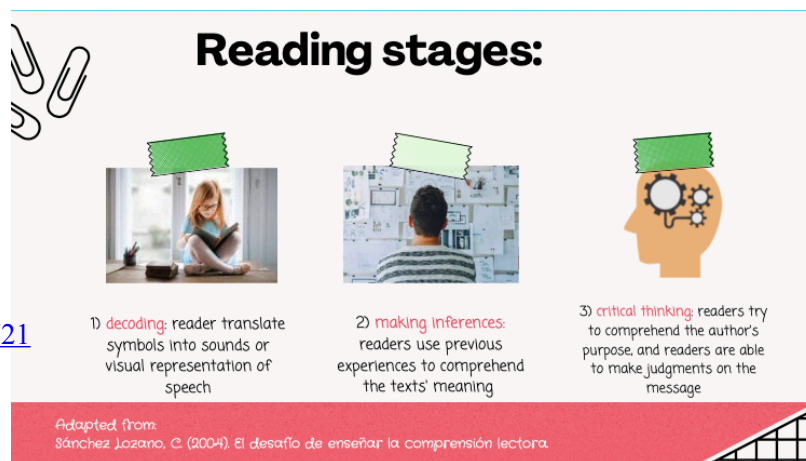 Reading stages:
21
1) decoding: reader translate
symbols into sounds or
visual representation of
speech
2) making inferences:
readers use previous
experiences to comprehend
the texts' meaning
3) critical thinking: readers try
to comprehend the author's
purpose, and readers are able
to make judgments on the
message
Adapted from:
Sánchez Lozano, C. (2004). El desafío de enseñar la comprensión lectora.